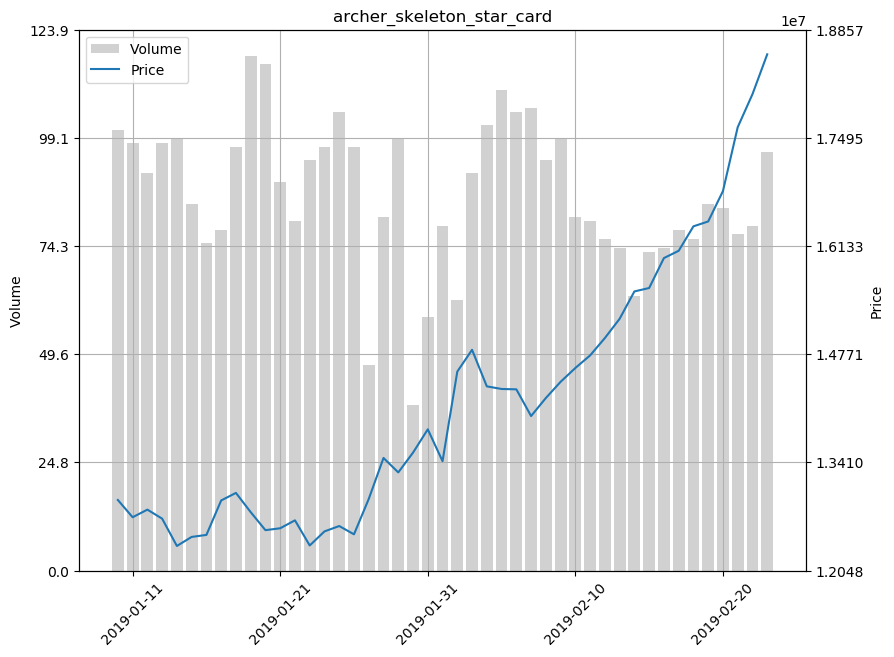 archer_skeleton_star_card
1e7
Volume
Price
123.9
99.1
74.3
49.6
24.8
0.0
Volume
1.8857
1.7495
1.6133
1.4771
1.3410
1.2048
Price
2019-01-11
2019-01-21
2019-01-31
2019-02-10
2019-02-20